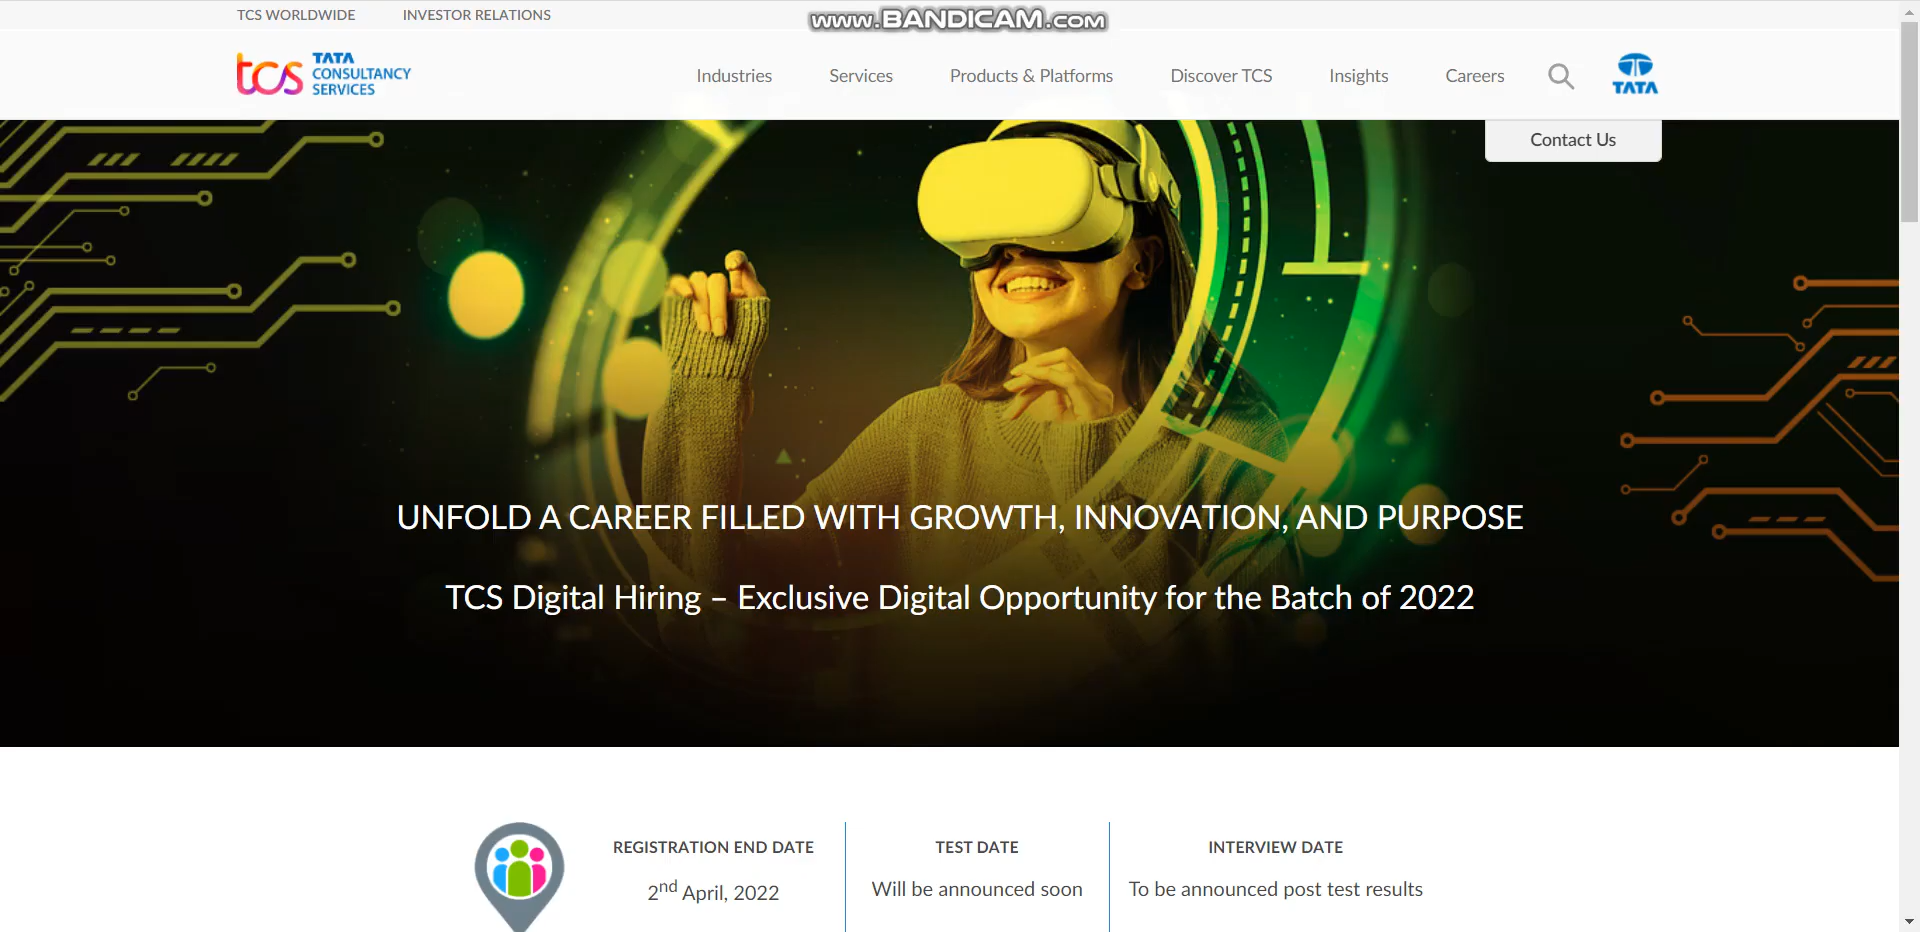 TCS WORLDWIDE INVESTOR RELATIONS
www.BANDICAM.com
tcs TATA CONSULTANCY SERVICES
Industries Services Products & Platforms Discover TCS Insights Careers
TATA
Contact Us
UNFOLD A CAREER FILLED WITH GROWTH, INNOVATION, AND PURPOSE
TCS Digital Hiring – Exclusive Digital Opportunity for the Batch of 2022
REGISTRATION END DATE
2nd April, 2022
TEST DATE
Will be announced soon
INTERVIEW DATE
To be announced post test results